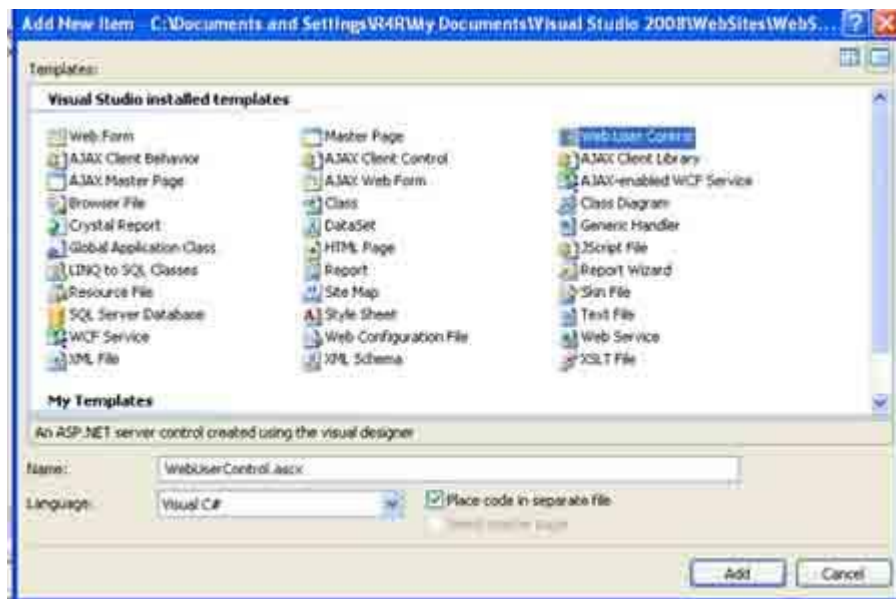 Add New Item - C:\Documents and Settings\R4R\My Documents\Visual Studio 2008\WebSites\WebS...
Templates:
Visual Studio installed templates
Web Form Master Page Web User Control
AJAX Client Behavior AJAX Client Control AJAX Client Library
AJAX Master Page AJAX Web Form AJAX-enabled WCF Service
Browser File Class Class Diagram
Crystal Report DataSet Generic Handler
Global Application Class HTML Page JScript File
LINQ to SQL Classes Report Report Wizard
Resource File Site Map Skin File
SQL Server Database Style Sheet Text File
WCF Service Web Configuration File Web Service
XML File XML Schema XSLT File
My Templates
An ASP.NET server control created using the visual designer
Name: WebUserControl.ascx
Language: Visual C# Place code in separate file
Select master page
Add Cancel